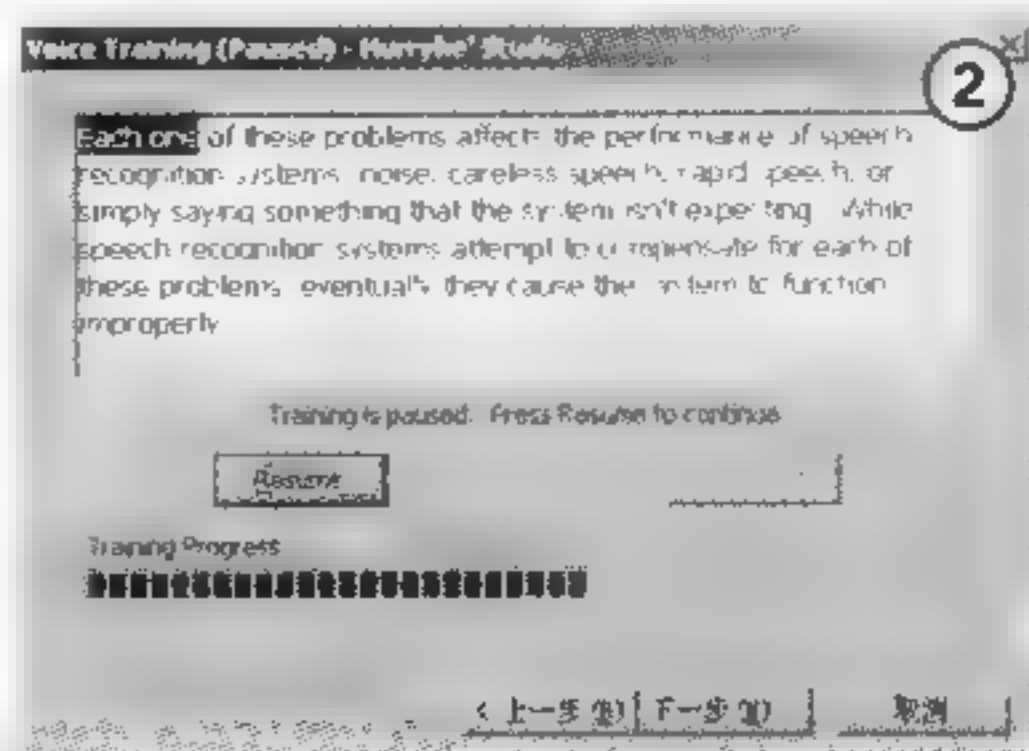 Voice Training (Paused) - Hurryhe' Studio
2
Each one of these problems affects the performance of speech
recognition systems: noise, careless speech, rapid speech, or
simply saying something that the system isn't expecting. While
speech recognition systems attempt to compensate for each of
these problems, eventually they cause the system to function
improperly
Training is paused. Press Resume to continue
Resume
Training Progress
< 上一步(B) 下一步(N) 取消